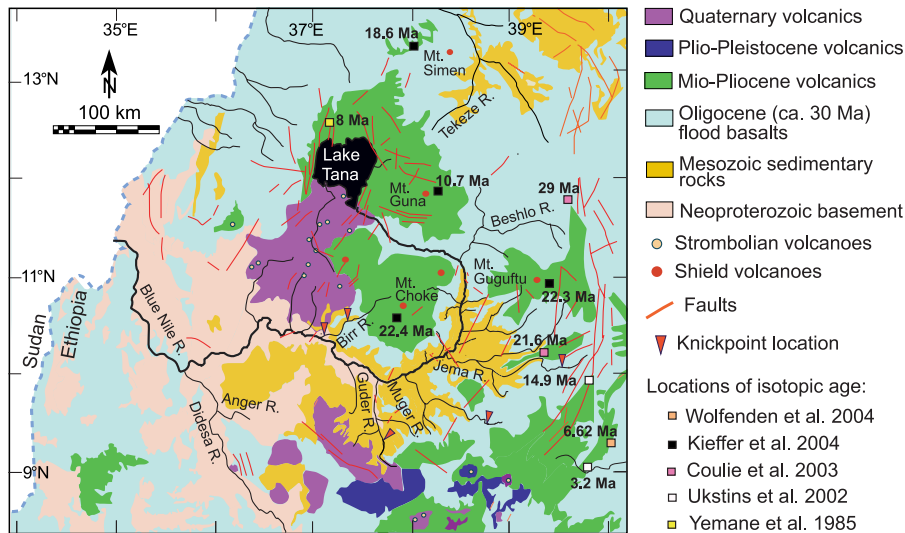 35°E
37°E
39°E
13°N
11°N
9°N
100 km
18.6 Ma
Mt.
Simen
Tekeze R.
8 Ma
Lake
Tana
Mt.
Guna
10.7 Ma
29 Ma
Beshlo R.
Mt.
Guguftu
22.3 Ma
Mt.
Choke
22.4 Ma
Birr R.
21.6 Ma
Jema R.
14.9 Ma
Sudan
Ethiopia
Blue Nile R.
Anger R.
Didesa R.
Guder R.
Muger R.
6.62 Ma
3.2 Ma
Quaternary volcanics
Plio-Pleistocene volcanics
Mio-Pliocene volcanics
Oligocene (ca. 30 Ma)
flood basalts
Mesozoic sedimentary
rocks
Neoproterozoic basement
Strombolian volcanoes
Shield volcanoes
Faults
Knickpoint location
Locations of isotopic age:
Wolfenden et al. 2004
Kieffer et al. 2004
Coulie et al. 2003
Ukstins et al. 2002
Yemane et al. 1985